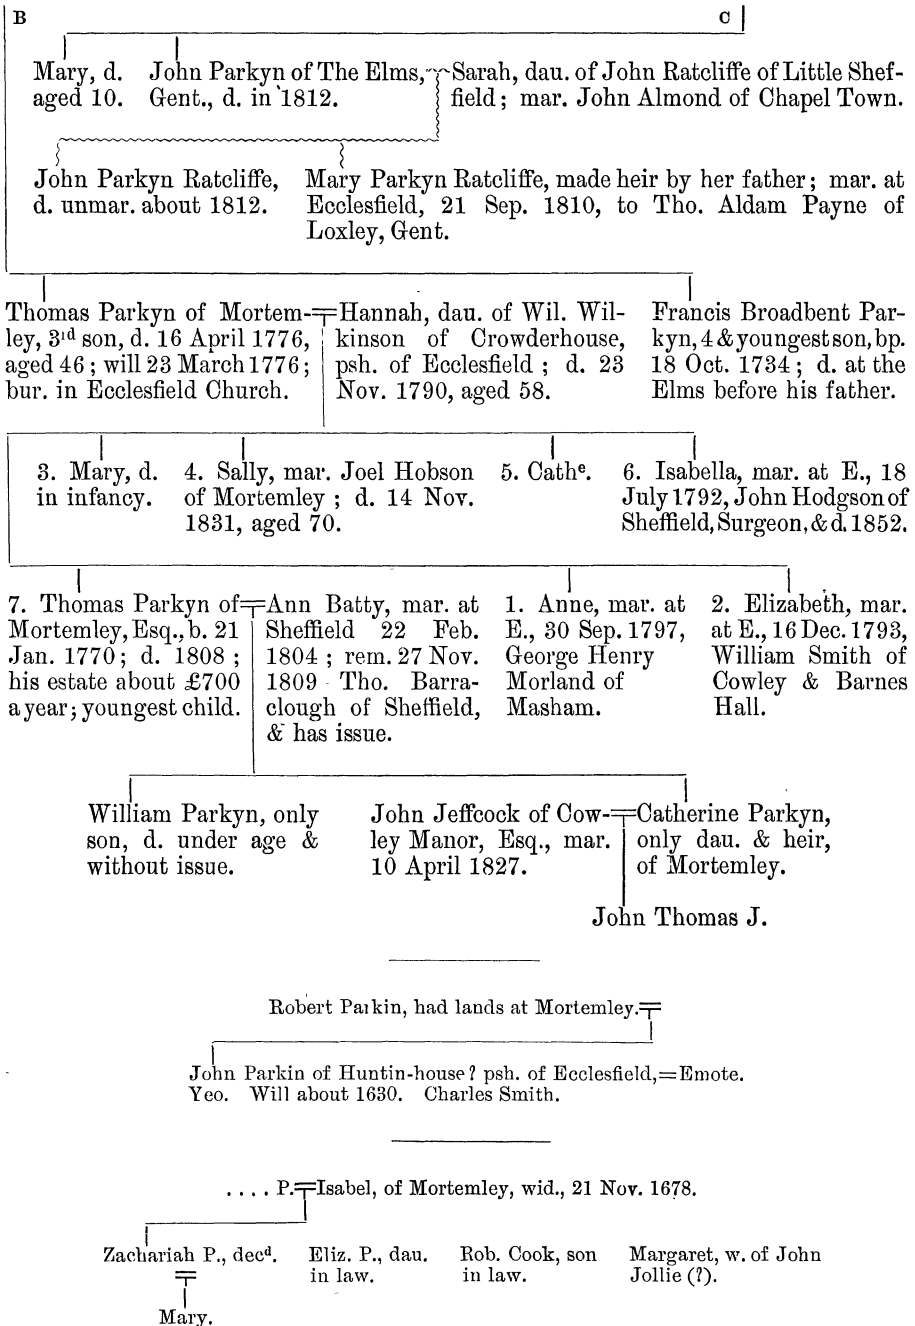 B C
Mary, d.
aged 10.
John Parkyn of The Elms,
Gent., d. in 1812.
Sarah, dau. of John Ratcliffe of Little Shef-
field; mar. John Almond of Chapel Town.
John Parkyn Ratcliffe,
d. unmar. about 1812.
Mary Parkyn Ratcliffe, made heir by her father; mar. at
Ecclesfield, 21 Sep. 1810, to Tho. Aldam Payne of
Loxley, Gent.
Thomas Parkyn of Mortem-
ley, 3rd son, d. 16 April 1776,
aged 46; will 23 March 1776;
bur. in Ecclesfield Church.
Hannah, dau. of Wil. Wil-
kinson of Crowderhouse,
psh. of Ecclesfield; d. 23
Nov. 1790, aged 58.
Francis Broadbent Par-
kyn, 4 & youngest son, bp.
18 Oct. 1734; d. at the
Elms before his father.
3. Mary, d.
in infancy.
4. Sally, mar. Joel Hobson
of Mortemley; d. 14 Nov.
1831, aged 70.
5. Cathe.
6. Isabella, mar. at E., 18
July 1792, John Hodgson of
Sheffield, Surgeon, & d. 1852.
7. Thomas Parkyn of
Mortemley, Esq., b. 21
Jan. 1770; d. 1808;
his estate about £700
a year; youngest child.
Ann Batty, mar. at
Sheffield 22 Feb.
1804; rem. 27 Nov.
1809 Tho. Barra-
clough of Sheffield,
& has issue.
1. Anne, mar. at
E., 30 Sep. 1797,
George Henry
Morland of
Masham.
2. Elizabeth, mar.
at E., 16 Dec. 1793,
William Smith of
Cowley & Barnes
Hall.
William Parkyn, only
son, d. under age &
without issue.
John Jeffcock of Cow-
ley Manor, Esq., mar.
10 April 1827.
Catherine Parkyn,
only dau. & heir,
of Mortemley.
John Thomas J.
Robert Parkin, had lands at Mortemley.
John Parkin of Huntin-house? psh. of Ecclesfield,=Emote.
Yeo. Will about 1630. Charles Smith.
.... P.=Isabel, of Mortemley, wid., 21 Nov. 1678.
Zachariah P., decd.
Eliz. P., dau.
in law.
Rob. Cook, son
in law.
Margaret, w. of John
Jollie (?).
Mary.